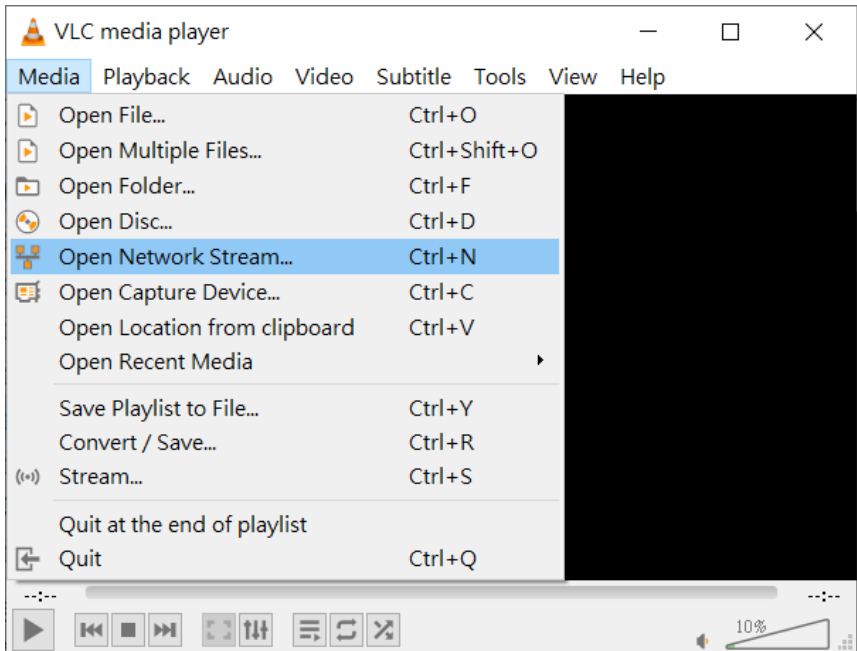 VLC media player
Media Playback Audio Video Subtitle Tools View Help
Open File... Ctrl+O
Open Multiple Files... Ctrl+Shift+O
Open Folder... Ctrl+F
Open Disc... Ctrl+D
Open Network Stream... Ctrl+N
Open Capture Device... Ctrl+C
Open Location from clipboard Ctrl+V
Open Recent Media
Save Playlist to File... Ctrl+Y
Convert / Save... Ctrl+R
Stream... Ctrl+S
Quit at the end of playlist
Quit Ctrl+Q
--:-- --:--
10%